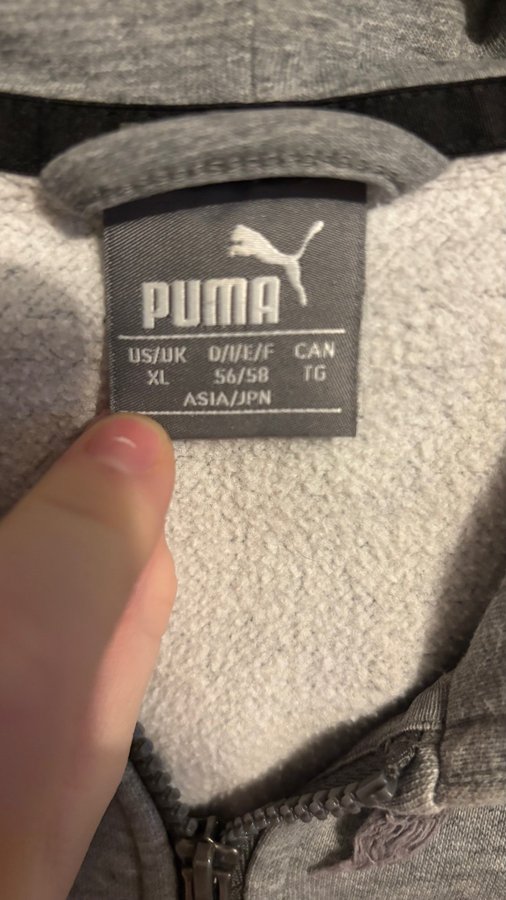 PUMA
US/UK D/I/E/F CAN
XL 56/58 TG
ASIA/JPN